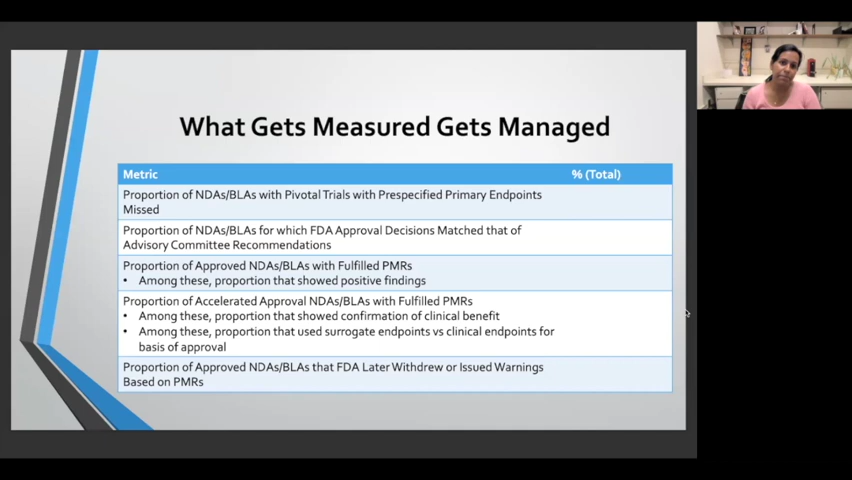 What Gets Measured Gets Managed
Metric % (Total)
Proportion of NDAs/BLAs with Pivotal Trials with Prespecified Primary Endpoints
Missed
Proportion of NDAs/BLAs for which FDA Approval Decisions Matched that of
Advisory Committee Recommendations
Proportion of Approved NDAs/BLAs with Fulfilled PMRs
• Among these, proportion that showed positive findings
Proportion of Accelerated Approval NDAs/BLAs with Fulfilled PMRs
• Among these, proportion that showed confirmation of clinical benefit
• Among these, proportion that used surrogate endpoints vs clinical endpoints for
basis of approval
Proportion of Approved NDAs/BLAs that FDA Later Withdrew or Issued Warnings
Based on PMRs